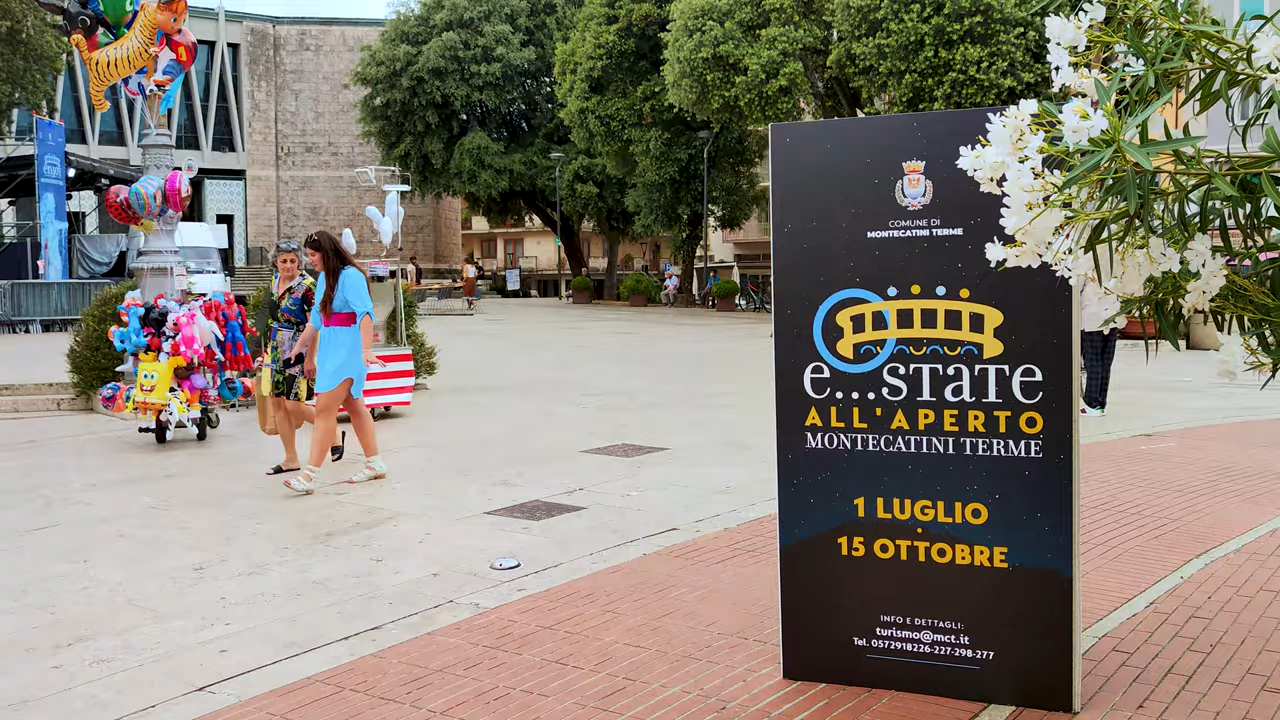 enjoy
COMUNE DI
MONTECATINI TERME
e...STATE
ALL'APERTO
MONTECATINI TERME
1 LUGLIO
-
15 OTTOBRE
INFO E DETTAGLI:
turismo@mct.it
Tel. 0572918226-227-298-277